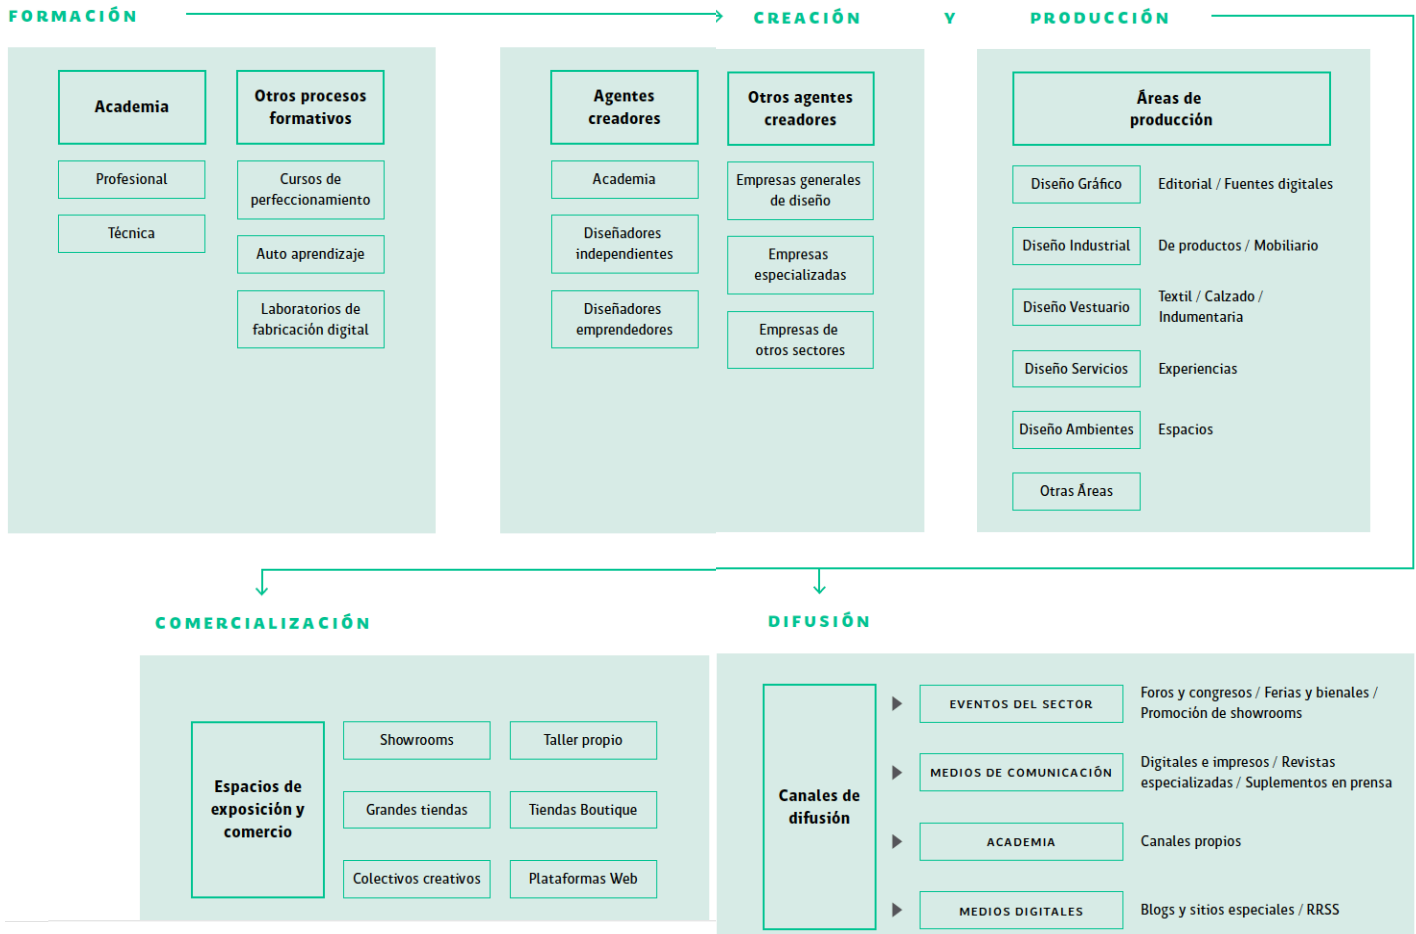 FORMACIÓN
CREACIÓN Y PRODUCCIÓN
Academia
Profesional
Técnica
Otros procesos
formativos
Cursos de
perfeccionamiento
Auto aprendizaje
Laboratorios de
fabricación digital
Agentes
creadores
Academia
Diseñadores
independientes
Diseñadores
emprendedores
Otros agentes
creadores
Empresas generales
de diseño
Empresas
especializadas
Empresas de
otros sectores
Áreas de
producción
Diseño Gráfico
Editorial / Fuentes digitales
Diseño Industrial
De productos / Mobiliario
Diseño Vestuario
Textil / Calzado /
Indumentaria
Diseño Servicios
Experiencias
Diseño Ambientes
Espacios
Otras Áreas
COMERCIALIZACIÓN
Espacios de
exposición y
comercio
Showrooms
Taller propio
Grandes tiendas
Tiendas Boutique
Colectivos creativos
Plataformas Web
DIFUSIÓN
Canales de
difusión
EVENTOS DEL SECTOR
Foros y congresos / Ferias y bienales /
Promoción de showrooms
MEDIOS DE COMUNICACIÓN
Digitales e impresos / Revistas
especializadas / Suplementos en prensa
ACADEMIA
Canales propios
MEDIOS DIGITALES
Blogs y sitios especiales / RRSS